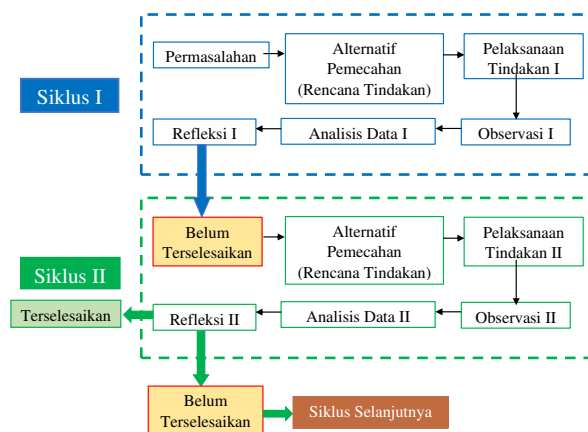 Siklus I
Permasalahan
Alternatif
Pemecahan
(Rencana Tindakan)
Pelaksanaan
Tindakan I
Refleksi I
Analisis Data I
Observasi I
Siklus II
Belum
Terselesaikan
Alternatif
Pemecahan
(Rencana Tindakan)
Pelaksanaan
Tindakan II
Terselesaikan
Refleksi II
Analisis Data II
Observasi II
Belum
Terselesaikan
Siklus Selanjutnya